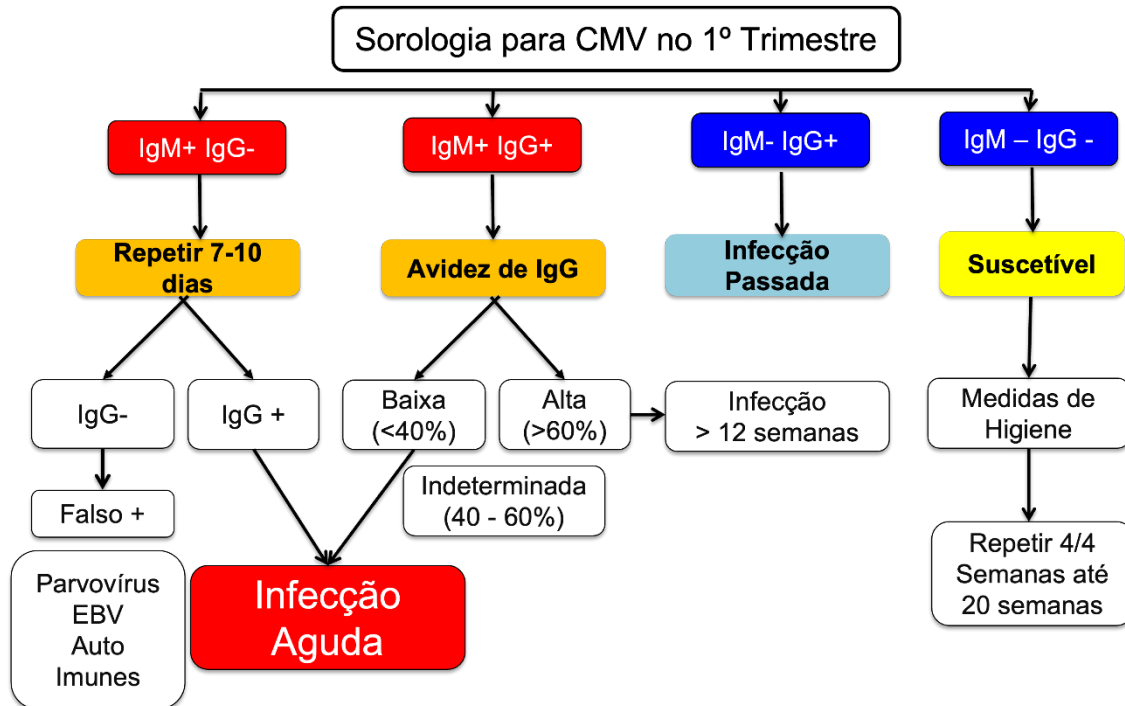 Sorologia para CMV no 1º Trimestre
IgM+ IgG-
IgM+ IgG+
IgM- IgG+
IgM – IgG -
Repetir 7-10
dias
Avidez de IgG
Infecção
Passada
Suscetível
IgG-
IgG +
Baixa
(<40%)
Alta
(>60%)
Infecção
> 12 semanas
Medidas de
Higiene
Falso +
Indeterminada
(40 - 60%)
Parvovírus
EBV
Auto
Imunes
Infecção
Aguda
Repetir 4/4
Semanas até
20 semanas